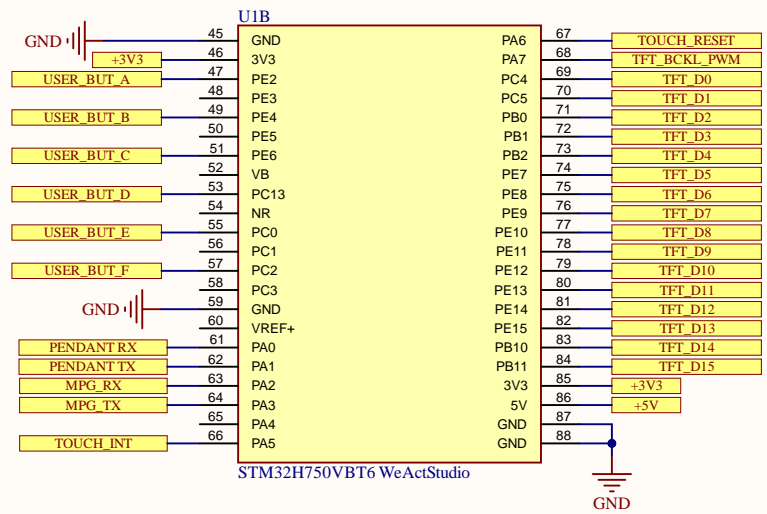 U1B
GND 45 GND PA6 67 TOUCH_RESET
+3V3 46 3V3 PA7 68 TFT_BCKL_PWM
USER_BUT_A 47 PE2 PC4 69 TFT_D0
48 PE3 PC5 70 TFT_D1
USER_BUT_B 49 PE4 PB0 71 TFT_D2
50 PE5 PB1 72 TFT_D3
USER_BUT_C 51 PE6 PB2 73 TFT_D4
52 VB PE7 74 TFT_D5
USER_BUT_D 53 PC13 PE8 75 TFT_D6
54 NR PE9 76 TFT_D7
USER_BUT_E 55 PC0 PE10 77 TFT_D8
56 PC1 PE11 78 TFT_D9
USER_BUT_F 57 PC2 PE12 79 TFT_D10
58 PC3 PE13 80 TFT_D11
GND 59 GND PE14 81 TFT_D12
60 VREF+ PE15 82 TFT_D13
PENDANT RX 61 PA0 PB10 83 TFT_D14
PENDANT TX 62 PA1 PB11 84 TFT_D15
MPG_RX 63 PA2 3V3 85 +3V3
MPG_TX 64 PA3 5V 86 +5V
65 PA4 GND 87
TOUCH_INT 66 PA5 GND 88
STM32H750VBT6 WeActStudio
GND